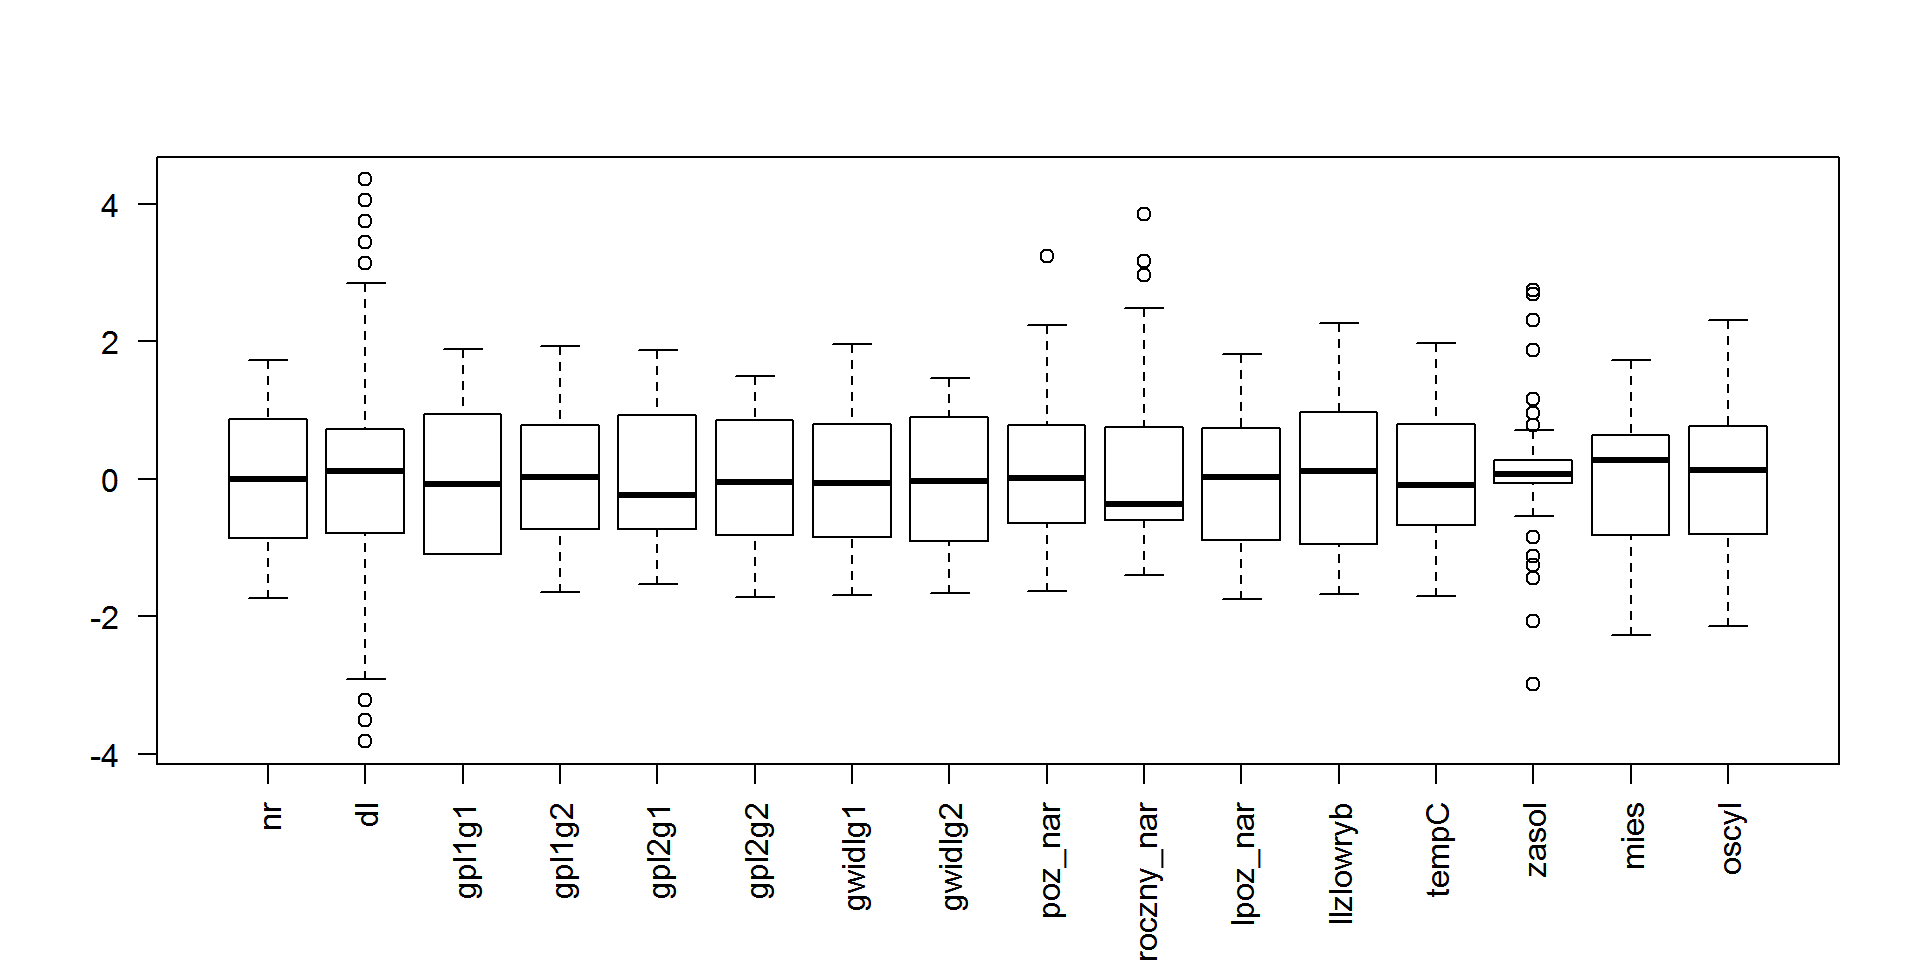 4
2
0
-2
-4
nr
dl
gpl1g1
gpl1g2
gpl2g1
gpl2g2
gwidlg1
gwidlg2
poz_nar
roczny_nar
lpoz_nar
llzlowryb
tempC
zasol
mies
oscyl